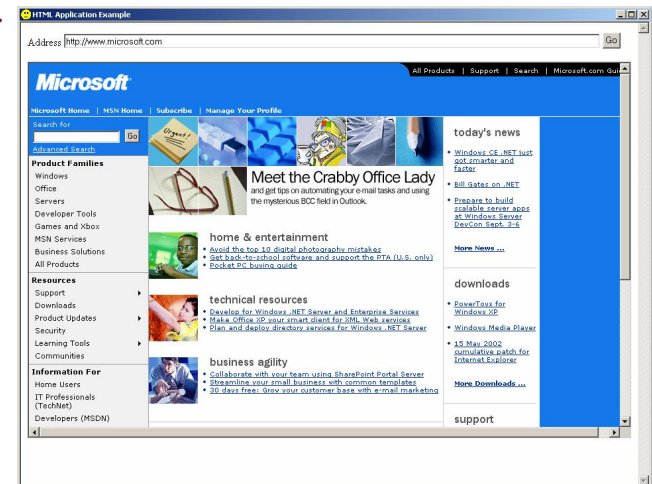 HTML Application Example
Address http://www.microsoft.com Go
All Products | Support | Search | Microsoft.com Gui
Microsoft
Microsoft Home | MSN Home | Subscribe | Manage Your Profile
Search for
Go
Advanced Search
Product Families
Windows
Office
Servers
Developer Tools
Games and Xbox
MSN Services
Business Solutions
All Products
Resources
Support
Downloads
Product Updates
Security
Learning Tools
Communities
Information For
Home Users
IT Professionals
(TechNet)
Developers (MSDN)
Urgent!
Meet the Crabby Office Lady
and get tips on automating your e-mail tasks and using
the mysterious BCC field in Outlook.
home & entertainment
Avoid the top 10 digital photography mistakes
Get back-to-school software and support the PTA (U.S. only)
Pocket PC buying guide
technical resources
Develop for Windows .NET Server and Enterprise Services
Make Office XP your smart client for XML Web services
Plan and deploy directory services for Windows .NET Server
business agility
Collaborate with your team using SharePoint Portal Server
Streamline your small business with common templates
30 days free: Grow your customer base with e-mail marketing
today's news
Windows CE .NET just
got smarter and
faster
Bill Gates on .NET
Prepare to build
scalable server apps
at Windows Server
DevCon Sept. 3-6
More News ...
downloads
PowerToys for
Windows XP
Windows Media Player
15 May 2002
cumulative patch for
Internet Explorer
More Downloads ...
support